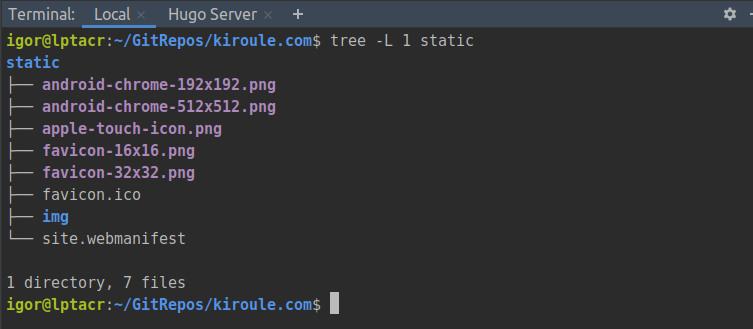 Terminal: Local × Hugo Server × +
igor@lptacr:~/GitRepos/kiroule.com$ tree -L 1 static
static
├── android-chrome-192x192.png
├── android-chrome-512x512.png
├── apple-touch-icon.png
├── favicon-16x16.png
├── favicon-32x32.png
├── favicon.ico
├── img
└── site.webmanifest
1 directory, 7 files
igor@lptacr:~/GitRepos/kiroule.com$